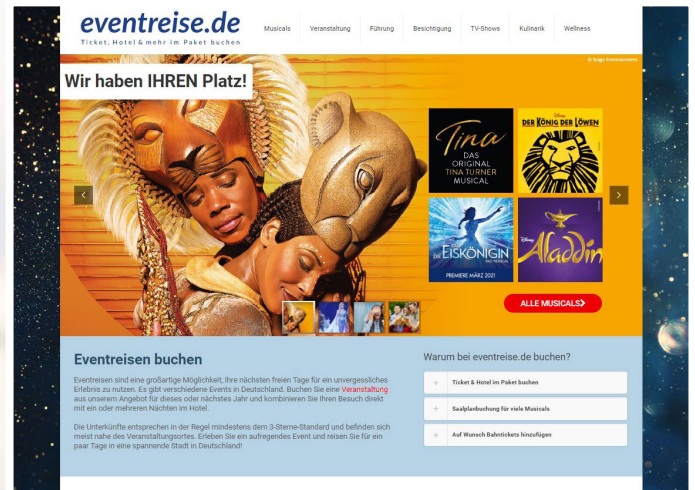 eventreise.de
Ticket, Hotel & mehr im Paket buchen
Musicals
Veranstaltung
Führung
Besichtigung
TV-Shows
Kulinarik
Wellness
© Stage Entertainment
Wir haben IHREN Platz!
Tina
DAS
ORIGINAL
TINA TURNER
MUSICAL
Disney
DER KÖNIG DER LÖWEN
Disney
DIE EISKÖNIGIN
DAS MUSICAL
PREMIERE MÄRZ 2021
Disney
Aladdin
ALLE MUSICALS
Eventreisen buchen
Eventreisen sind eine großartige Möglichkeit, Ihre nächsten freien Tage für ein unvergessliches
Erlebnis zu nutzen. Es gibt verschiedene Events in Deutschland. Buchen Sie eine Veranstaltung
aus unserem Angebot für dieses oder nächstes Jahr und kombinieren Sie Ihren Besuch direkt
mit ein oder mehreren Nächten im Hotel.
Die Unterkünfte entsprechen in der Regel mindestens dem 3-Sterne-Standard und befinden sich
meist nahe des Veranstaltungsortes. Erleben Sie ein aufregendes Event und reisen Sie für ein
paar Tage in eine spannende Stadt in Deutschland!
Warum bei eventreise.de buchen?
+ Ticket & Hotel im Paket buchen
+ Saalplanbuchung für viele Musicals
+ Auf Wunsch Bahntickets hinzufügen